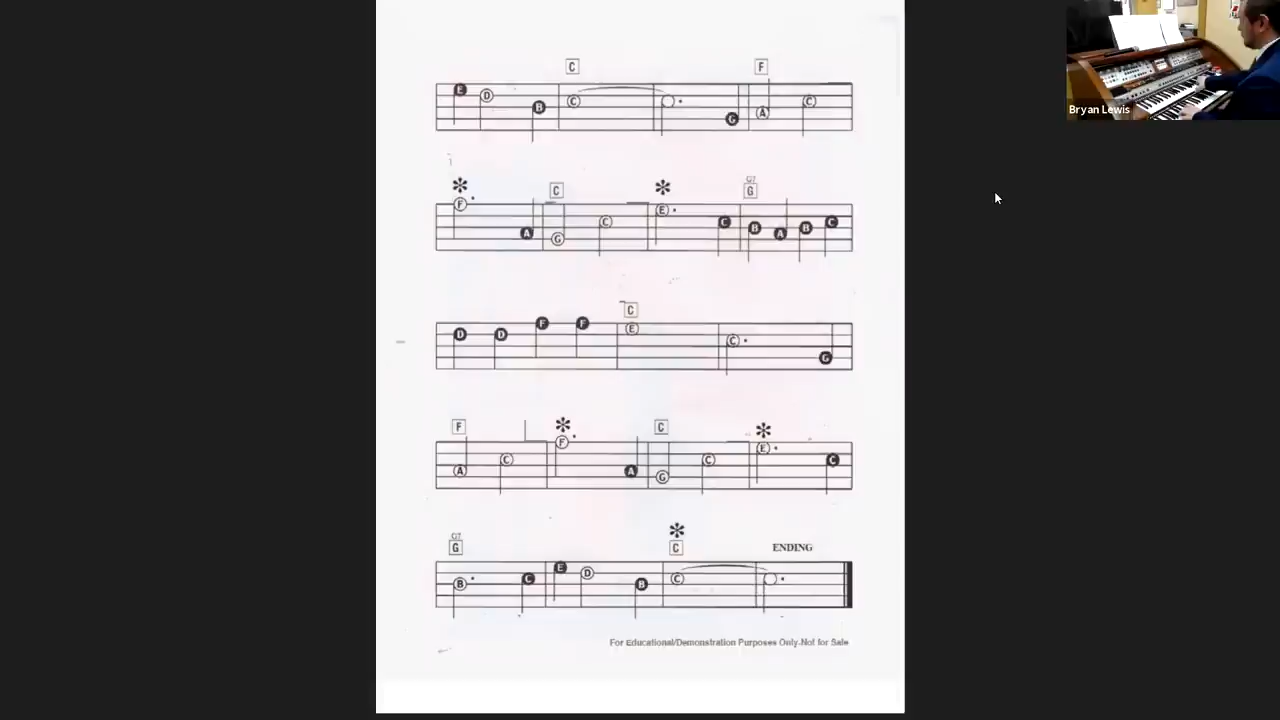 C F
E D B C G A C
Bryan Lewis
C G7
G
F A G C E C B A B C
C
D D F F E C G
F C
A C F A G C E C
G7
G C ENDING
B C E D B C
For Educational/Demonstration Purposes Only-Not for Sale